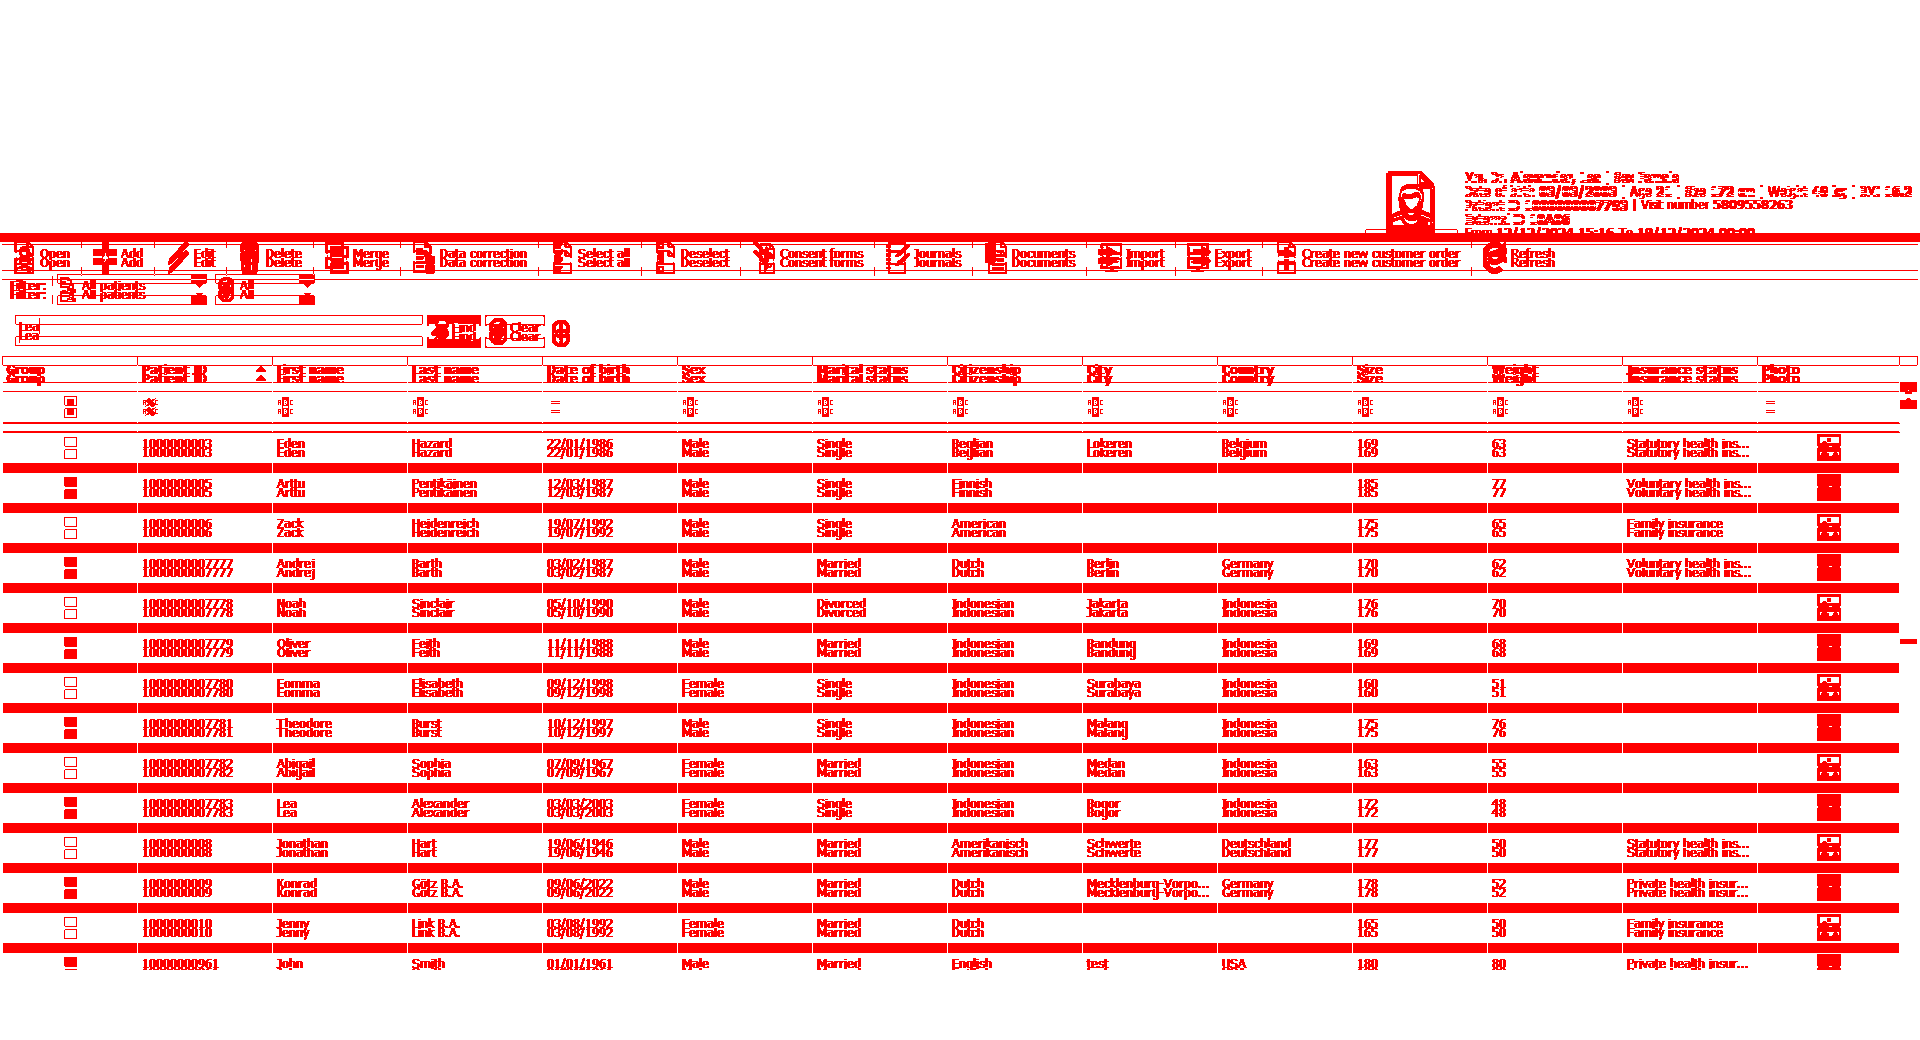 Mrs. Dr. Alexander, Lea | Sex Female
Date of birth 03/03/2003 | Age 21 | Size 172 cm | Weight 48 kg | BMI 16.2
Patient ID 1000000007783 | Visit number 5809558263
From 12/12/2024 15:16 To 19/12/2024 00:00
Open Add Edit Delete Merge Data correction Select all Deselect Consent forms Journals Documents Import Export Create new customer order Refresh
Filter: All patients All
Lea Find Clear
Group Patient ID First name Last name Date of birth Sex Marital status Citizenship City Country Size Weight Insurance status Photo
1000000003 Eden Hazard 22/01/1986 Male Single Beglian Lokeren Belgium 169 63 Statutory health ins...
1000000005 Arttu Pentikäinen 12/03/1987 Male Single Finnish 185 77 Voluntary health ins...
1000000006 Zack Heidenreich 19/07/1992 Male Single American 175 65 Family insurance
1000000007777 Andrej Barth 03/02/1987 Male Married Dutch Berlin Germany 170 62 Voluntary health ins...
1000000007778 Noah Sinclair 05/10/1990 Male Divorced Indonesian Jakarta Indonesia 176 70
1000000007779 Oliver Feith 11/11/1988 Male Married Indonesian Bandung Indonesia 169 68
1000000007780 Eomma Elisabeth 09/12/1998 Female Single Indonesian Surabaya Indonesia 160 51
1000000007781 Theodore Burst 10/12/1997 Male Single Indonesian Malang Indonesia 175 76
1000000007782 Abigail Sophia 07/09/1967 Female Married Indonesian Medan Indonesia 163 55
1000000007783 Lea Alexander 03/03/2003 Female Single Indonesian Bogor Indonesia 172 48
1000000008 Jonathan Hart 19/06/1946 Male Married Amerikanisch Schwerte Deutschland 177 50 Statutory health ins...
1000000009 Konrad Götz B.A. 09/06/2022 Male Married Dutch Mecklenburg-Vorpo... Germany 178 52 Private health insur...
1000000010 Jenny Link B.A. 03/08/1992 Female Married Dutch 165 50 Family insurance
10000000961 John Smith 01/01/1961 Male Married English test USA 180 80 Private health insur...